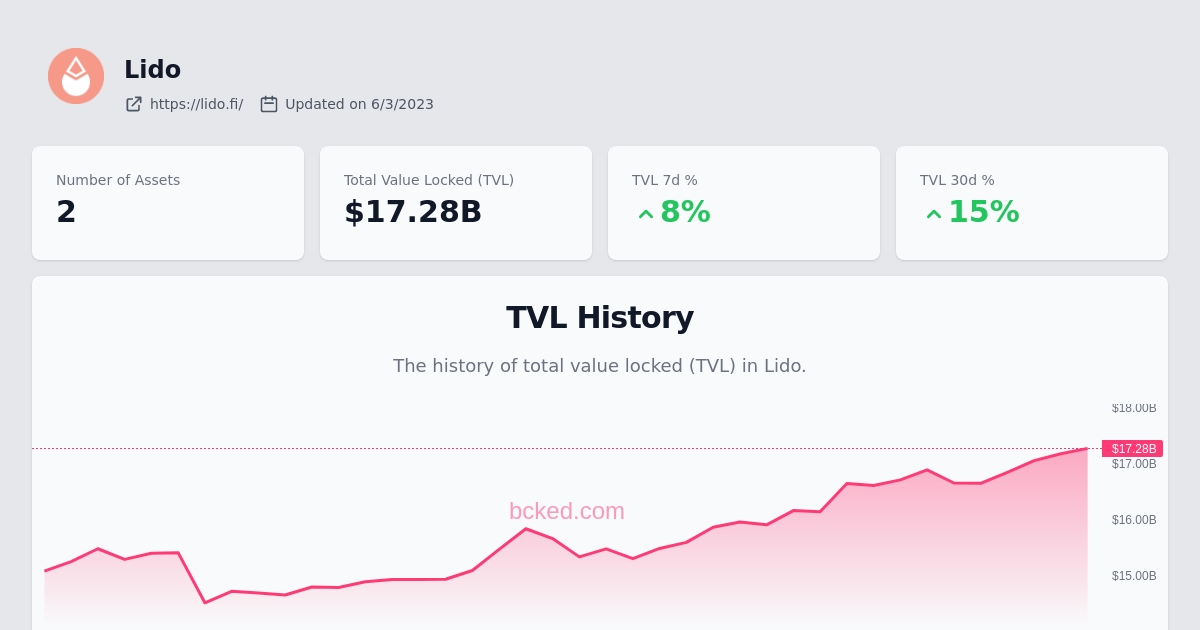 Lido
https://lido.fi/ Updated on 6/3/2023
Number of Assets
2
Total Value Locked (TVL)
$17.28B
TVL 7d %
8%
TVL 30d %
15%
TVL History
The history of total value locked (TVL) in Lido.
$18.00B
$17.28B
$17.00B
bcked.com
$16.00B
$15.00B